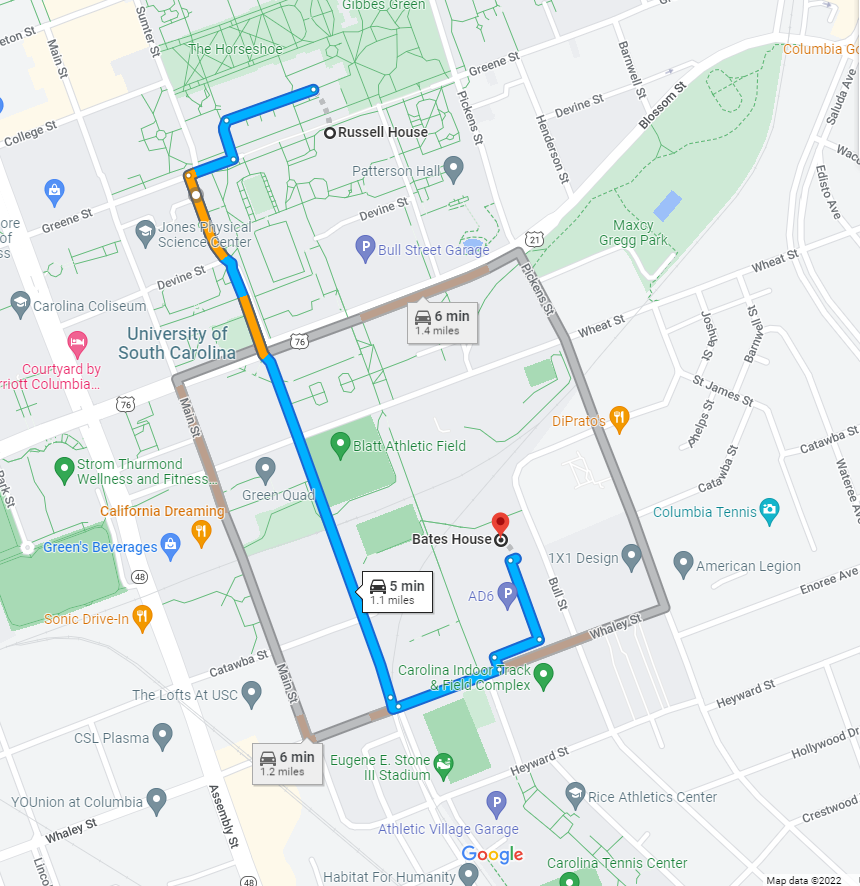 Gibbes Green
Sumter St
eton St
Main St
The Horseshoe
Barnwell St
Columbia Go
Greene St
Saluda Ave
Blossom St
Pickens St
Devine St
College St
Russell House
Henderson St
Patterson Hall
Edisto Ave
Greene St
Devine St
Maxcy
Gregg Park
ore
of
ss
Jones Physical
Science Center
21
Bull Street Garage
Wheat St
Devine St
Pickens St
Carolina Coliseum
6 min
1.4 miles
Wheat St
Joshua St
Barnwell St
University of
South Carolina
76
Courtyard by
rriott Columbia...
76
Main St
St James St
DiPrato's
Phelps St
Catawba St
Blatt Athletic Field
Strom Thurmond
Wellness and Fitness...
Park St
Green Quad
Catawba St
Wateree Ave
California Dreaming
Columbia Tennis
Green's Beverages
Bates House
1X1 Design
American Legion
48
5 min
1.1 miles
Enoree Ave
AD6
Bull St
Sonic Drive-In
Whaley St
Catawba St
Carolina Indoor Track
& Field Complex
Main St
The Lofts At USC
Heyward St
CSL Plasma
6 min
1.2 miles
Eugene E. Stone
III Stadium
Heyward St
Hollywood Dr
YOUnion at Columbia
Assembly St
Rice Athletics Center
Crestwood
Whaley St
Athletic Village Garage
Google
Carolina Tennis Center
Lincol
48
Habitat For Humanity
Map data ©2022